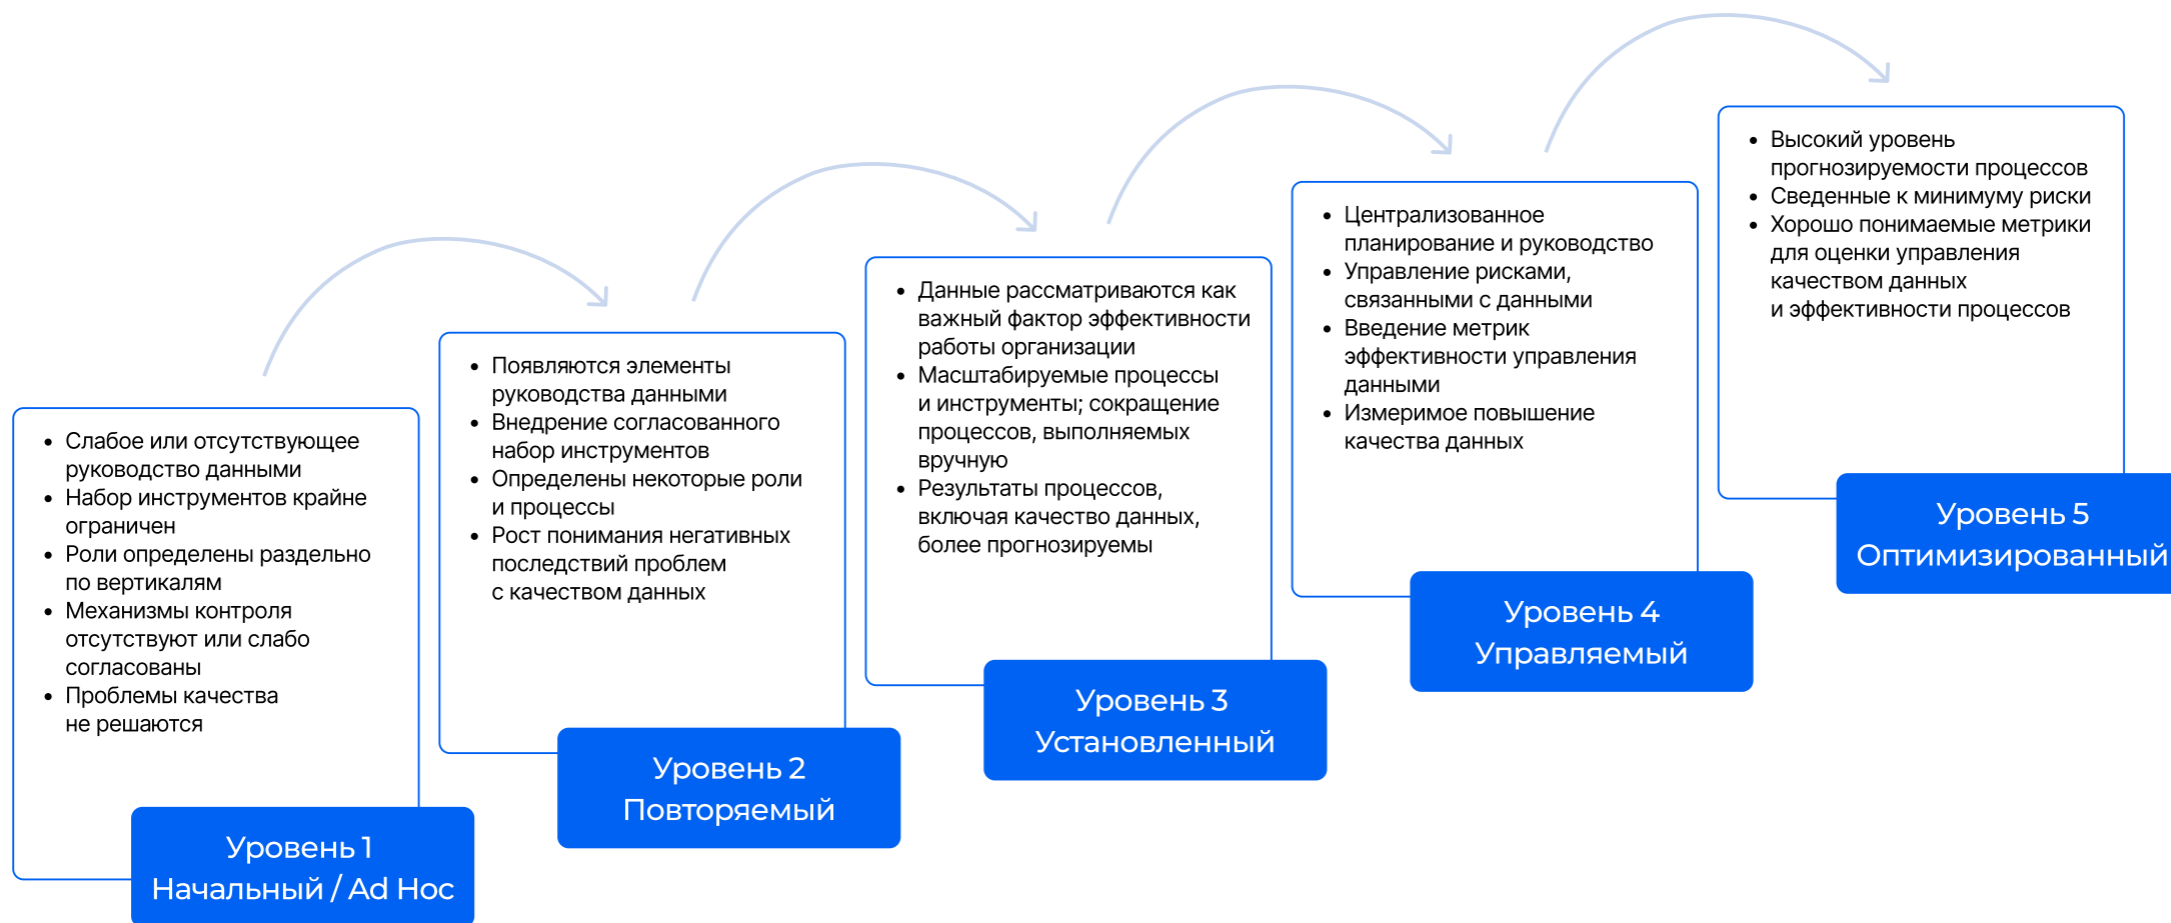 • Слабое или отсутствующее
руководство данными
• Набор инструментов крайне
ограничен
• Роли определены раздельно
по вертикалям
• Механизмы контроля
отсутствуют или слабо
согласованы
• Проблемы качества
не решаются
Уровень 1
Начальный / Ad Hoc
• Появляются элементы
руководства данными
• Внедрение согласованного
набор инструментов
• Определены некоторые роли
и процессы
• Рост понимания негативных
последствий проблем
с качеством данных
Уровень 2
Повторяемый
• Данные рассматриваются как
важный фактор эффективности
работы организации
• Масштабируемые процессы
и инструменты; сокращение
процессов, выполняемых
вручную
• Результаты процессов,
включая качество данных,
более прогнозируемы
Уровень 3
Установленный
• Централизованное
планирование и руководство
• Управление рисками,
связанными с данными
• Введение метрик
эффективности управления
данными
• Измеримое повышение
качества данных
Уровень 4
Управляемый
• Высокий уровень
прогнозируемости процессов
• Сведенные к минимуму риски
• Хорошо понимаемые метрики
для оценки управления
качеством данных
и эффективности процессов
Уровень 5
Оптимизированный